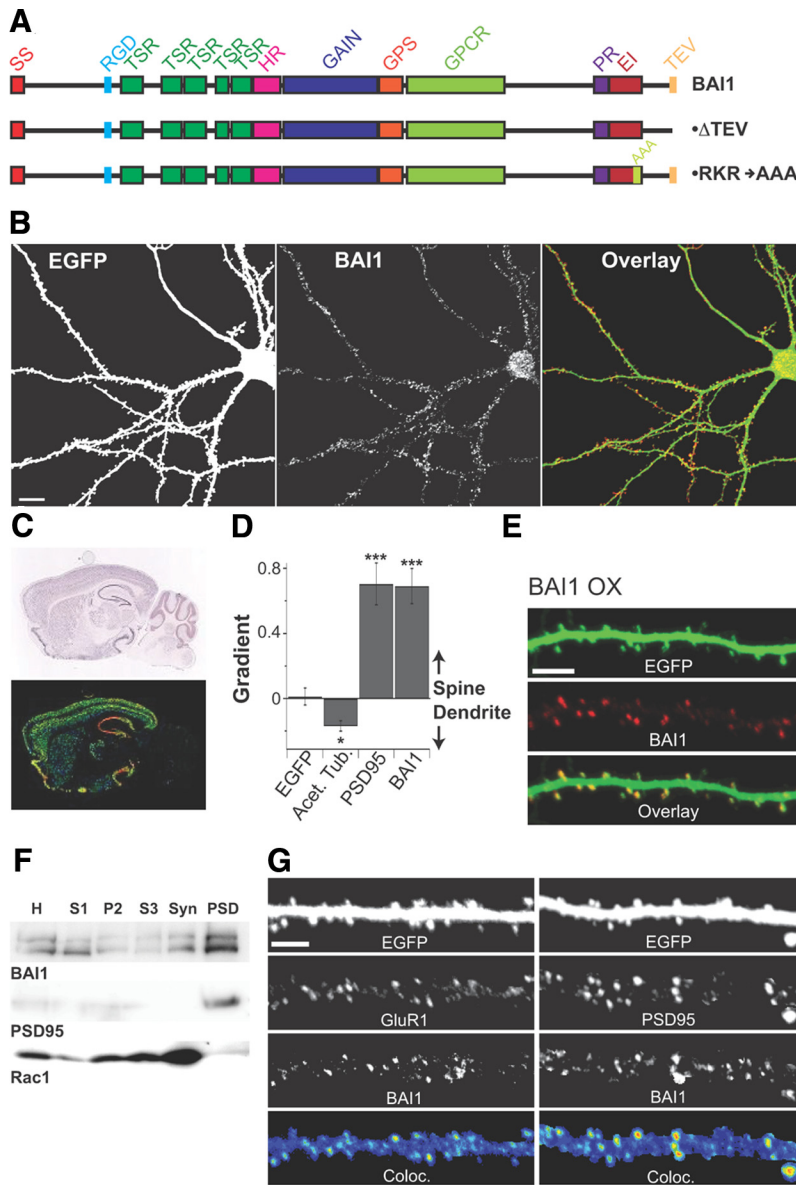 A
SS RGD TSR TSR TSR TSR TSR HR GAIN GPS GPCR PR EI TEV
BAI1
•ΔTEV
AAA
•RKR→AAA
B
EGFP BAI1 Overlay
C
D
Gradient
0.8
0.4
0
*** ***
*
Spine
Dendrite
EGFP Acet. Tub. PSD95 BAI1
E
BAI1 OX
EGFP
BAI1
Overlay
F
H S1 P2 S3 Syn PSD
BAI1
PSD95
Rac1
G
EGFP EGFP
GluR1 PSD95
BAI1 BAI1
Coloc. Coloc.